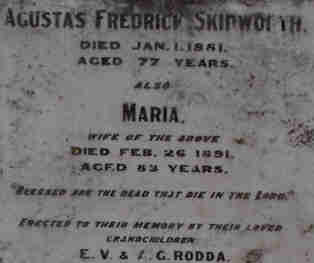 AGUSTAS FREDRICK SKIPWORTH.
DIED JAN. 1. 1881.
AGED 77 YEARS.
ALSO
MARIA.
WIFE OF THE ABOVE
DIED FEB. 26 1891.
AGED 83 YEARS.
"BLESSED ARE THE DEAD THAT DIE IN THE LORD."
ERECTED TO THEIR MEMORY BY THEIR LOVED
GRANDCHILDREN
E. V. & A. G. RODDA.